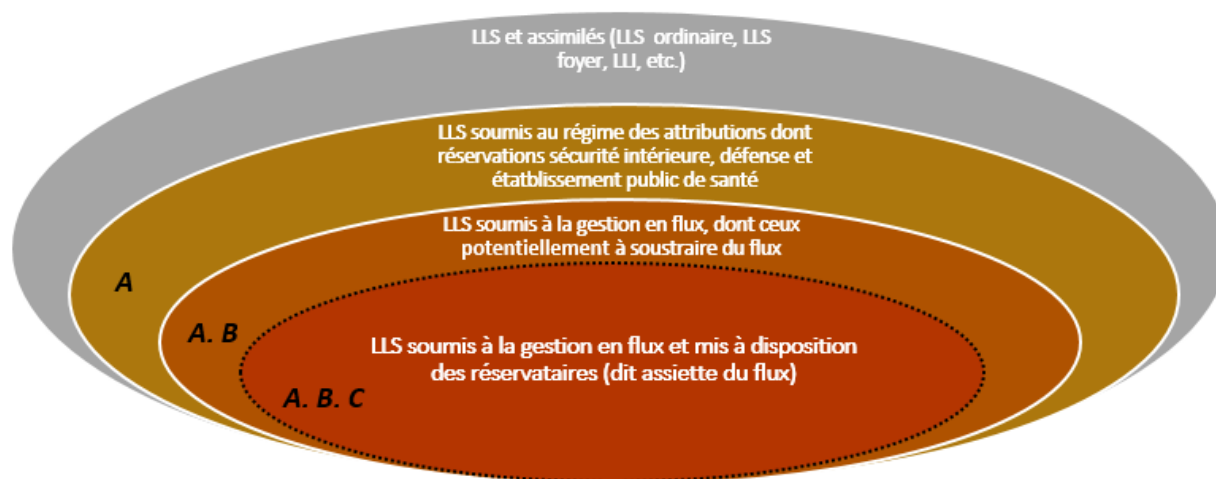 LLS et assimilés (LLS ordinaire, LLS
foyer, LLI, etc.)
LLS soumis au régime des attributions dont
réservations sécurité intérieure, défense et
étatblissement public de santé
LLS soumis à la gestion en flux, dont ceux
potentiellement à soustraire du flux
A
A. B
LLS soumis à la gestion en flux et mis à disposition
des réservataires (dit assiette du flux)
A. B. C